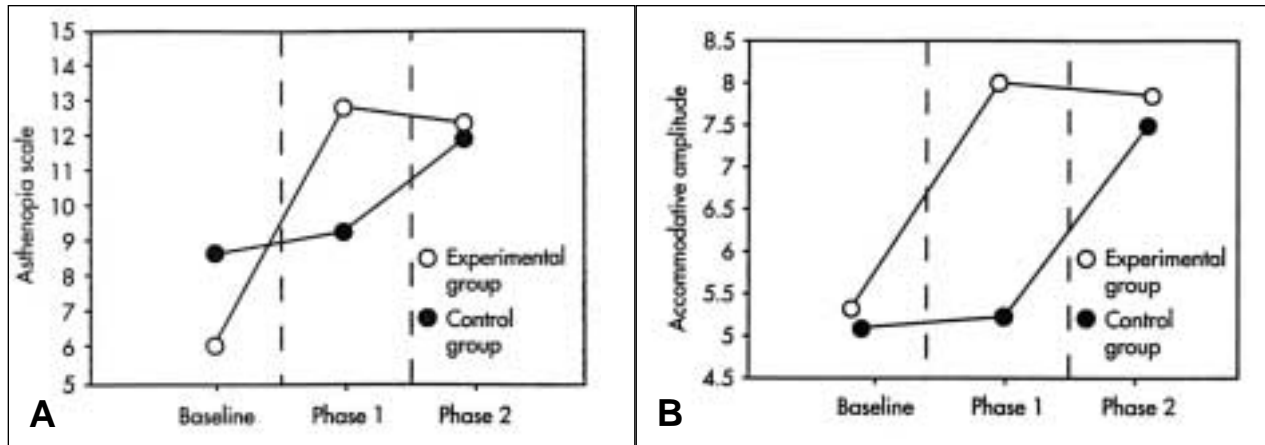 15
14
13
12
11
10
9
8
7
6
5
Asthenopia scale
Experimental
group
Control
group
Baseline Phase 1 Phase 2
A
8.5
8
7.5
7
6.5
6
5.5
5
4.5
Accommodative amplitude
Experimental
group
Control
group
Baseline Phase 1 Phase 2
B